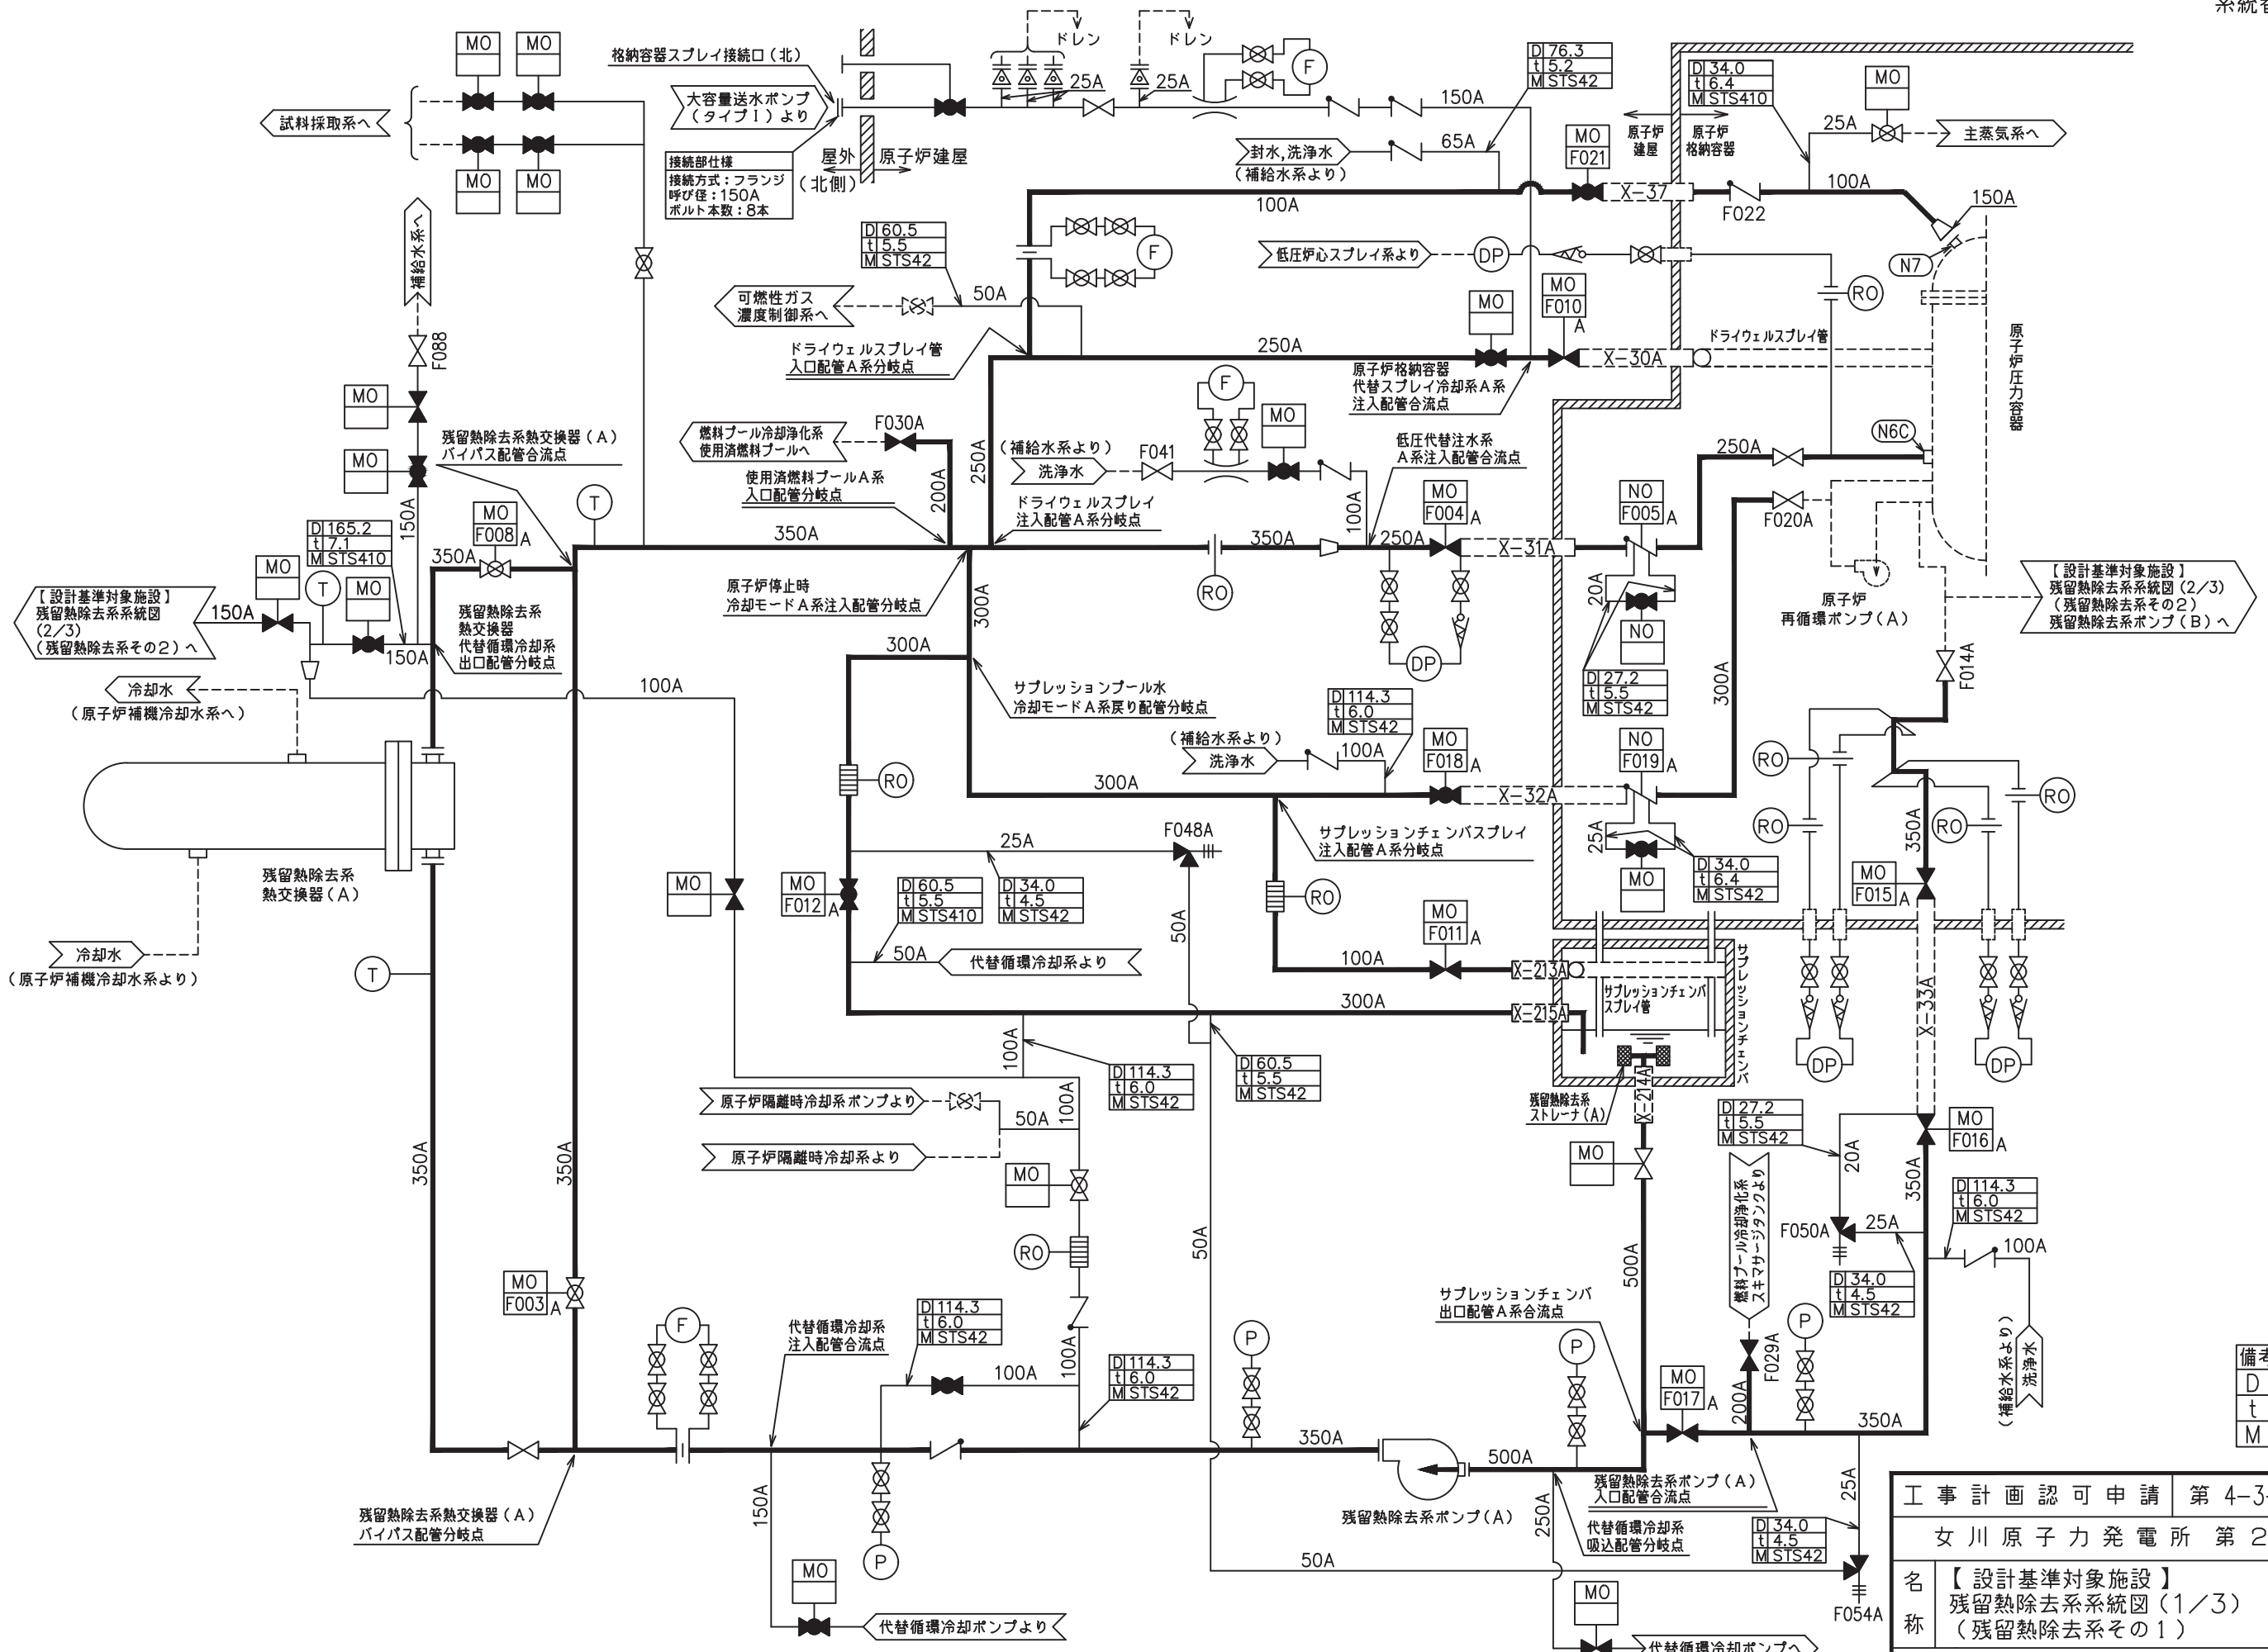 系統
MO
MO
試料採取系へ
MO
MO
格納容器スプレイ接続口(北)
大容量送水ポンプ
(タイプⅠ)より
接続部仕様
接続方式:フランジ
呼び径:150A
ボルト本数:8本
屋外
原子炉建屋
(北側)
ドレン
ドレン
25A
25A
F
150A
D 76.3
t 5.2
M STS42
封水,洗浄水
(補給水系より)
65A
MO
F021
原子炉
建屋
原子炉
格納容器
D 34.0
t 6.4
M STS410
MO
25A
主蒸気系へ
100A
X-37
F022
100A
150A
N7
補給水系へ
F088
D 60.5
t 5.5
M STS42
F
低圧炉心スプレイ系より
DP
可燃性ガス
濃度制御系へ
50A
MO
MO
F010
A
RO
ドライウェルスプレイ管
入口配管A系分岐点
250A
X-30A
ドライウェルスプレイ管
原子炉圧力容器
原子炉格納容器
代替スプレイ冷却系A系
注入配管合流点
MO
MO
150A
残留熱除去系熱交換器(A)
バイパス配管合流点
燃料プール冷却浄化系
使用済燃料プールへ
F030A
使用済燃料プールA系
入口配管分岐点
200A
250A
(補給水系より)
洗浄水
F041
F
MO
100A
低圧代替注水系
A系注入配管合流点
ドライウェルスプレイ
注入配管A系分岐点
N6C
250A
D 165.2
t 7.1
M STS410
MO
F008
A
350A
T
350A
350A
250A
MO
F004
A
X-31A
NO
F005
A
F020A
MO
T
MO
【設計基準対象施設】
残留熱除去系系統図
(2/3)
(残留熱除去系その2)へ
150A
150A
残留熱除去系
熱交換器
代替循環冷却系
出口配管分岐点
原子炉停止時
冷却モードA系注入配管分岐点
300A
RO
DP
20A
NO
D 27.2
t 5.5
M STS42
原子炉
再循環ポンプ(A)
【設計基準対象施設】
残留熱除去系系統図(2/3)
(残留熱除去系その2)
残留熱除去系ポンプ(B)へ
冷却水
(原子炉補機冷却水系へ)
100A
300A
サプレッションプール水
冷却モードA系戻り配管分岐点
300A
F014A
D 114.3
t 6.0
M STS42
(補給水系より)
洗浄水
100A
MO
F018
A
X-32A
NO
F019
A
RO
RO
RO
RO
RO
300A
サプレッションチェンバスプレイ
注入配管A系分岐点
25A
MO
D 34.0
t 6.4
M STS42
残留熱除去系
熱交換器(A)
冷却水
(原子炉補機冷却水系より)
T
25A
F048A
MO
MO
F012
A
D 60.5
t 5.5
M STS410
D 34.0
t 4.5
M STS42
50A
50A
代替循環冷却系より
RO
MO
F011
A
100A
X-213A
350A
MO
F015
A
300A
X-215A
サプレッションチェンバ
スプレイ管
サプレッションチェンバ
X-33A
DP
DP
100A
D 114.3
t 6.0
M STS42
D 60.5
t 5.5
M STS42
残留熱除去系
ストレーナ(A)
X-214A
原子炉隔離時冷却系ポンプより
50A
100A
原子炉隔離時冷却系より
MO
RO
MO
D 27.2
t 5.5
M STS42
20A
MO
F016
A
350A
350A
350A
燃料プール冷却浄化系
スキマサージタンクより
F050A
25A
D 34.0
t 4.5
M STS42
D 114.3
t 6.0
M STS42
100A
50A
500A
MO
F003
A
F
代替循環冷却系
注入配管合流点
D 114.3
t 6.0
M STS42
100A
100A
D 114.3
t 6.0
M STS42
P
サプレッションチェンバ
出口配管A系合流点
P
MO
F017
A
F029A
200A
P
(補給水系より)
洗浄水
D
t
M
350A
500A
350A
残留熱除去系ポンプ(A)
残留熱除去系ポンプ(A)
入口配管合流点
残留熱除去系熱交換器(A)
バイパス配管分岐点
150A
P
250A
代替循環冷却系
吸込配管分岐点
25A
D 34.0
t 4.5
M STS42
50A
F054A
MO
代替循環冷却ポンプより
MO
代替循環冷却ポンプへ
工事計画認可申請
第 4-3-
女川原子力発電所 第2
名称
【設計基準対象施設】
残留熱除去系系統図(1/3)
(残留熱除去系その1)